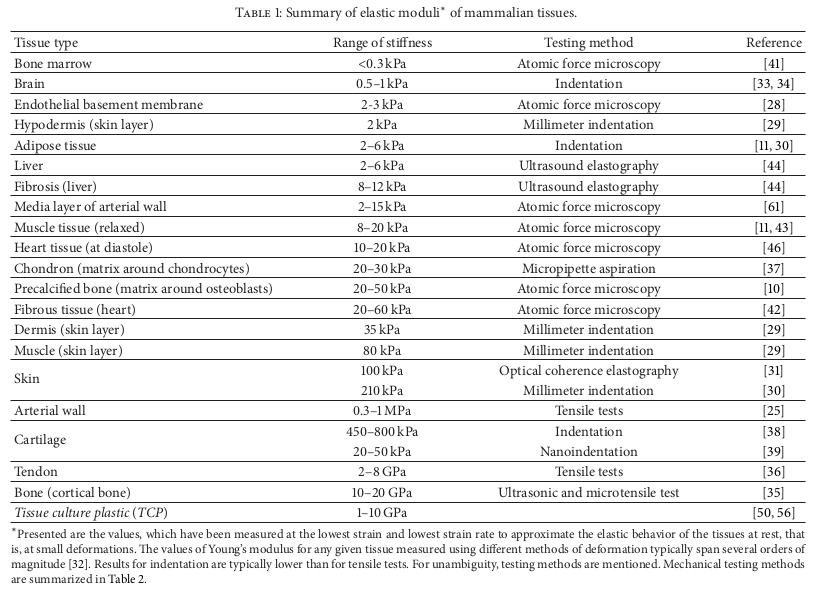 TABLE 1: Summary of elastic moduli* of mammalian tissues.
Tissue type Range of stiffness Testing method Reference
Bone marrow <0.3 kPa Atomic force microscopy [41]
Brain 0.5–1 kPa Indentation [33, 34]
Endothelial basement membrane 2-3 kPa Atomic force microscopy [28]
Hypodermis (skin layer) 2 kPa Millimeter indentation [29]
Adipose tissue 2–6 kPa Indentation [11, 30]
Liver 2–6 kPa Ultrasound elastography [44]
Fibrosis (liver) 8–12 kPa Ultrasound elastography [44]
Media layer of arterial wall 2–15 kPa Atomic force microscopy [61]
Muscle tissue (relaxed) 8–20 kPa Atomic force microscopy [11, 43]
Heart tissue (at diastole) 10–20 kPa Atomic force microscopy [46]
Chondron (matrix around chondrocytes) 20–30 kPa Micropipette aspiration [37]
Precalcified bone (matrix around osteoblasts) 20–50 kPa Atomic force microscopy [10]
Fibrous tissue (heart) 20–60 kPa Atomic force microscopy [42]
Dermis (skin layer) 35 kPa Millimeter indentation [29]
Muscle (skin layer) 80 kPa Millimeter indentation [29]
Skin 100 kPa Optical coherence elastography [31]
210 kPa Millimeter indentation [30]
Arterial wall 0.3–1 MPa Tensile tests [25]
Cartilage 450–800 kPa Indentation [38]
20–50 kPa Nanoindentation [39]
Tendon 2–8 GPa Tensile tests [36]
Bone (cortical bone) 10–20 GPa Ultrasonic and microtensile test [35]
Tissue culture plastic (TCP) 1–10 GPa [50, 56]
*Presented are the values, which have been measured at the lowest strain and lowest strain rate to approximate the elastic behavior of the tissues at rest, that
is, at small deformations. The values of Young's modulus for any given tissue measured using different methods of deformation typically span several orders of
magnitude [32]. Results for indentation are typically lower than for tensile tests. For unambiguity, testing methods are mentioned. Mechanical testing methods
are summarized in Table 2.